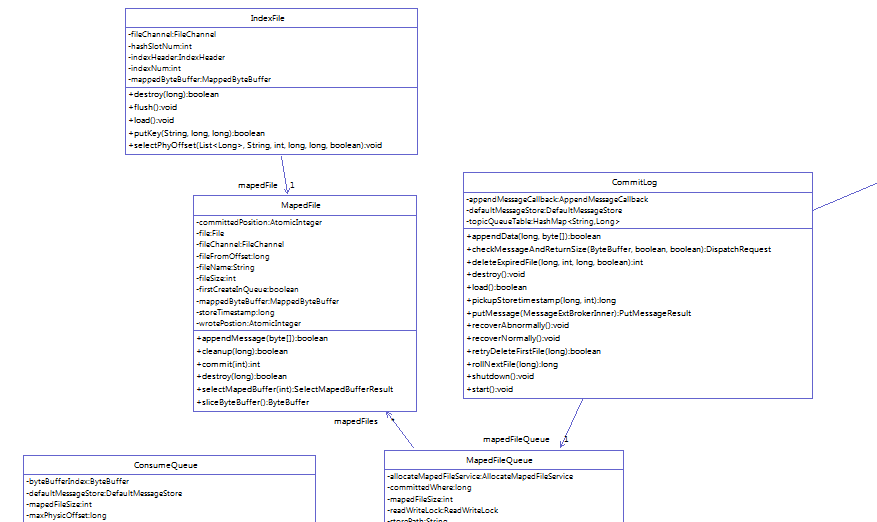 IndexFile
-fileChannel:FileChannel
-hashSlotNum:int
-indexHeader:IndexHeader
-indexNum:int
-mappedByteBuffer:MappedByteBuffer
+destroy(long):boolean
+flush():void
+load():void
+putKey(String, long, long):boolean
+selectPhyOffset(List<Long>, String, int, long, long, boolean):void
mapedFile
1
MapedFile
-committedPosition:AtomicInteger
-file:File
-fileChannel:FileChannel
-fileFromOffset:long
-fileName:String
-fileSize:int
-firstCreateInQueue:boolean
-mappedByteBuffer:MappedByteBuffer
-storeTimestamp:long
-wrotePostion:AtomicInteger
+appendMessage(byte[]):boolean
+cleanup(long):boolean
+commit(int):int
+destroy(long):boolean
+selectMapedBuffer(int):SelectMapedBufferResult
+sliceByteBuffer():ByteBuffer
CommitLog
-appendMessageCallback:AppendMessageCallback
-defaultMessageStore:DefaultMessageStore
-topicQueueTable:HashMap<String,Long>
+appendData(long, byte[]):boolean
+checkMessageAndReturnSize(ByteBuffer, boolean, boolean):DispatchRequest
+deleteExpiredFile(long, int, long, boolean):int
+destroy():void
+load():boolean
+pickupStoretimestamp(long, int):long
+putMessage(MessageExtBrokerInner):PutMessageResult
+recoverAbnormally():void
+recoverNormally():void
+retryDeleteFirstFile(long):boolean
+rollNextFile(long):long
+shutdown():void
+start():void
mapedFiles
*
mapedFileQueue
1
ConsumeQueue
-byteBufferIndex:ByteBuffer
-defaultMessageStore:DefaultMessageStore
-mapedFileSize:int
-maxPhysicOffset:long
MapedFileQueue
-allocateMapedFileService:AllocateMapedFileService
-committedWhere:long
-mapedFileSize:int
-readWriteLock:ReadWriteLock
-storePath:String